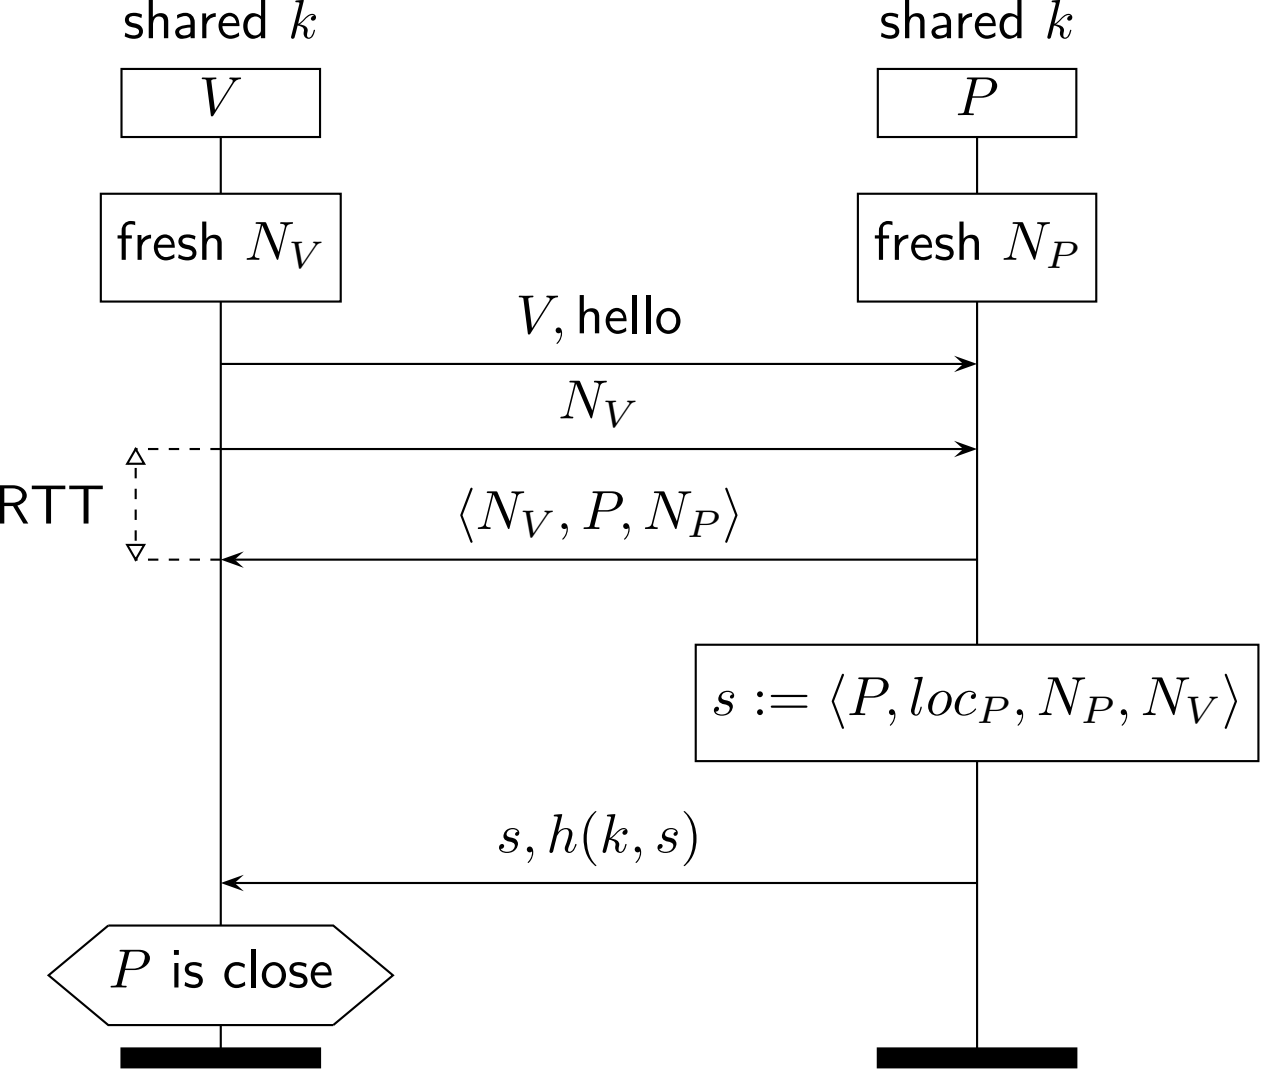 shared k
shared k
V
P
fresh N_V
fresh N_P
V, hello
N_V
RTT
⟨N_V, P, N_P⟩
s := ⟨P, loc_P, N_P, N_V⟩
s, h(k, s)
P is close